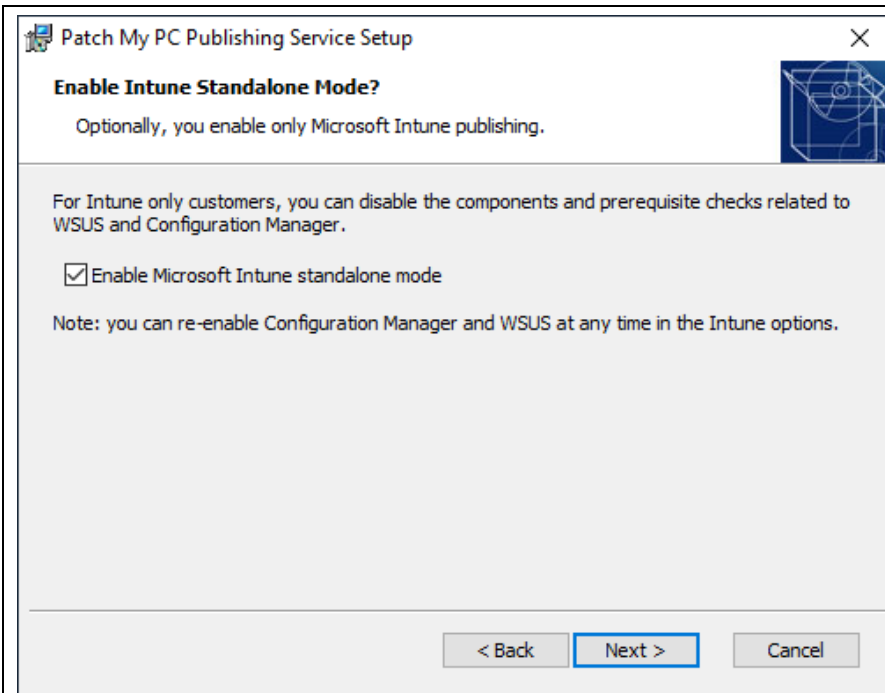 Patch My PC Publishing Service Setup
Enable Intune Standalone Mode?
Optionally, you enable only Microsoft Intune publishing.
For Intune only customers, you can disable the components and prerequisite checks related to
WSUS and Configuration Manager.
Enable Microsoft Intune standalone mode
Note: you can re-enable Configuration Manager and WSUS at any time in the Intune options.
< Back Next > Cancel